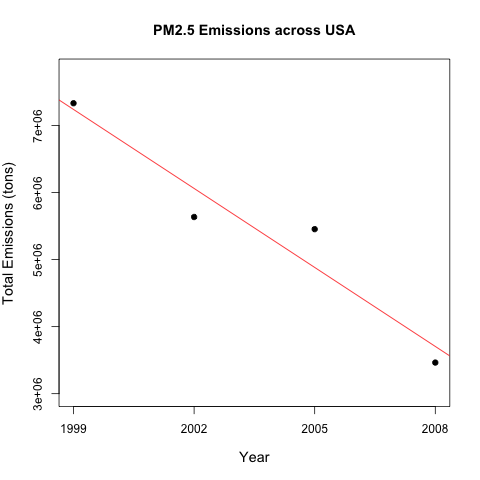 PM2.5 Emissions across USA
Total Emissions (tons)
7e+06
6e+06
5e+06
4e+06
3e+06
1999 2002 2005 2008
Year